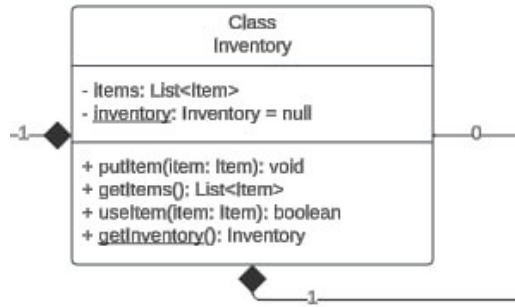 Class
Inventory
- items: List<Item>
- inventory: Inventory = null
1
0
+ putItem(item: Item): void
+ getItems(): List<Item>
+ useItem(item: Item): boolean
+ getInventory(): Inventory
1